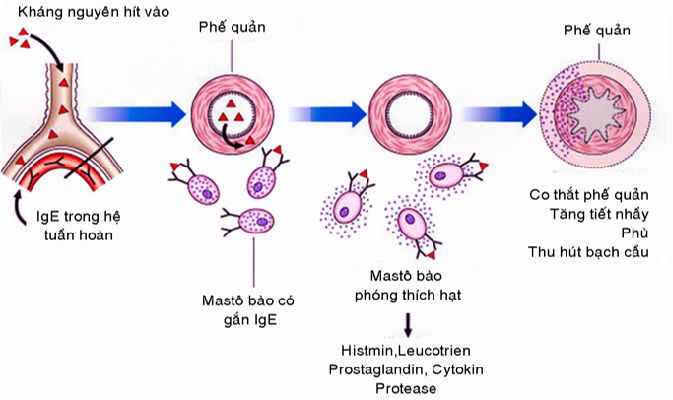 Kháng nguyên hít vào
Phế quản
Phế quản
IgE trong hệ
tuần hoàn
Mastô bào có
gắn IgE
Mastô bào
phóng thích hạt
Histmin,Leucotrien
Prostaglandin, Cytokin
Protease
Co thắt phế quản
Tăng tiết nhầy
Phù
Thu hút bạch cầu